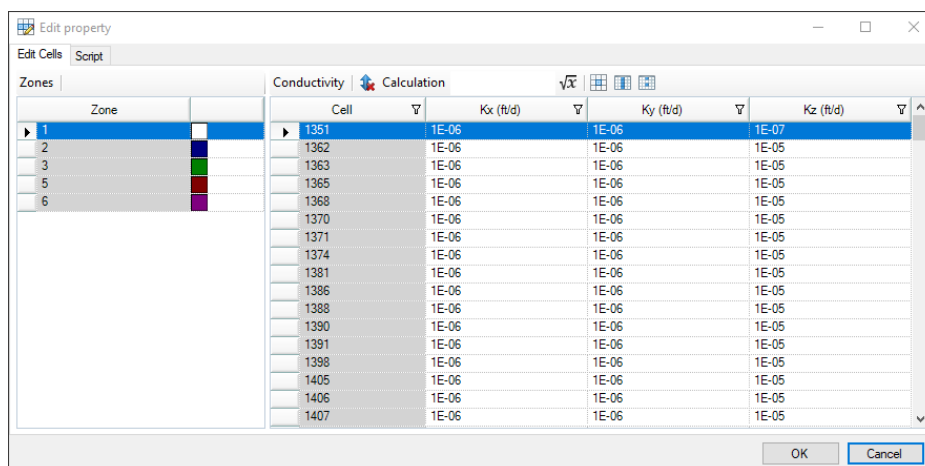 Edit property
Edit Cells Script
Zones Conductivity Calculation √x
Zone Cell Kx (ft/d) Ky (ft/d) Kz (ft/d)
1 1351 1E-06 1E-06 1E-07
2 1362 1E-06 1E-06 1E-05
3 1363 1E-06 1E-06 1E-05
5 1365 1E-06 1E-06 1E-05
6 1368 1E-06 1E-06 1E-05
1370 1E-06 1E-06 1E-05
1371 1E-06 1E-06 1E-05
1374 1E-06 1E-06 1E-05
1381 1E-06 1E-06 1E-05
1386 1E-06 1E-06 1E-05
1388 1E-06 1E-06 1E-05
1390 1E-06 1E-06 1E-05
1391 1E-06 1E-06 1E-05
1398 1E-06 1E-06 1E-05
1405 1E-06 1E-06 1E-05
1406 1E-06 1E-06 1E-05
1407 1E-06 1E-06 1E-05
OK Cancel